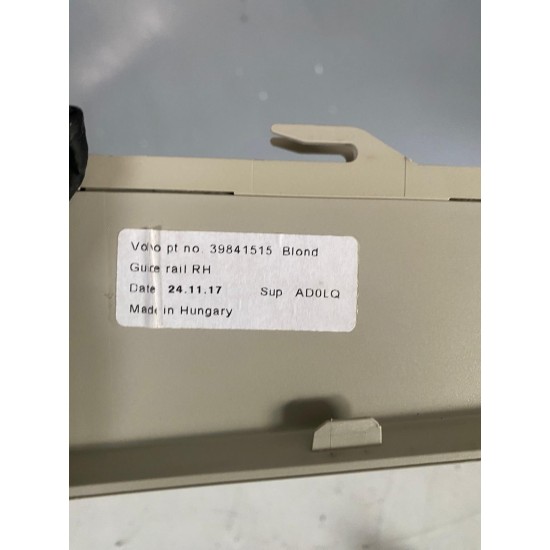 Volvo pt no. 39841515 Blond
Guide rail RH
Date 24.11.17 Sup AD0LQ
Made in Hungary